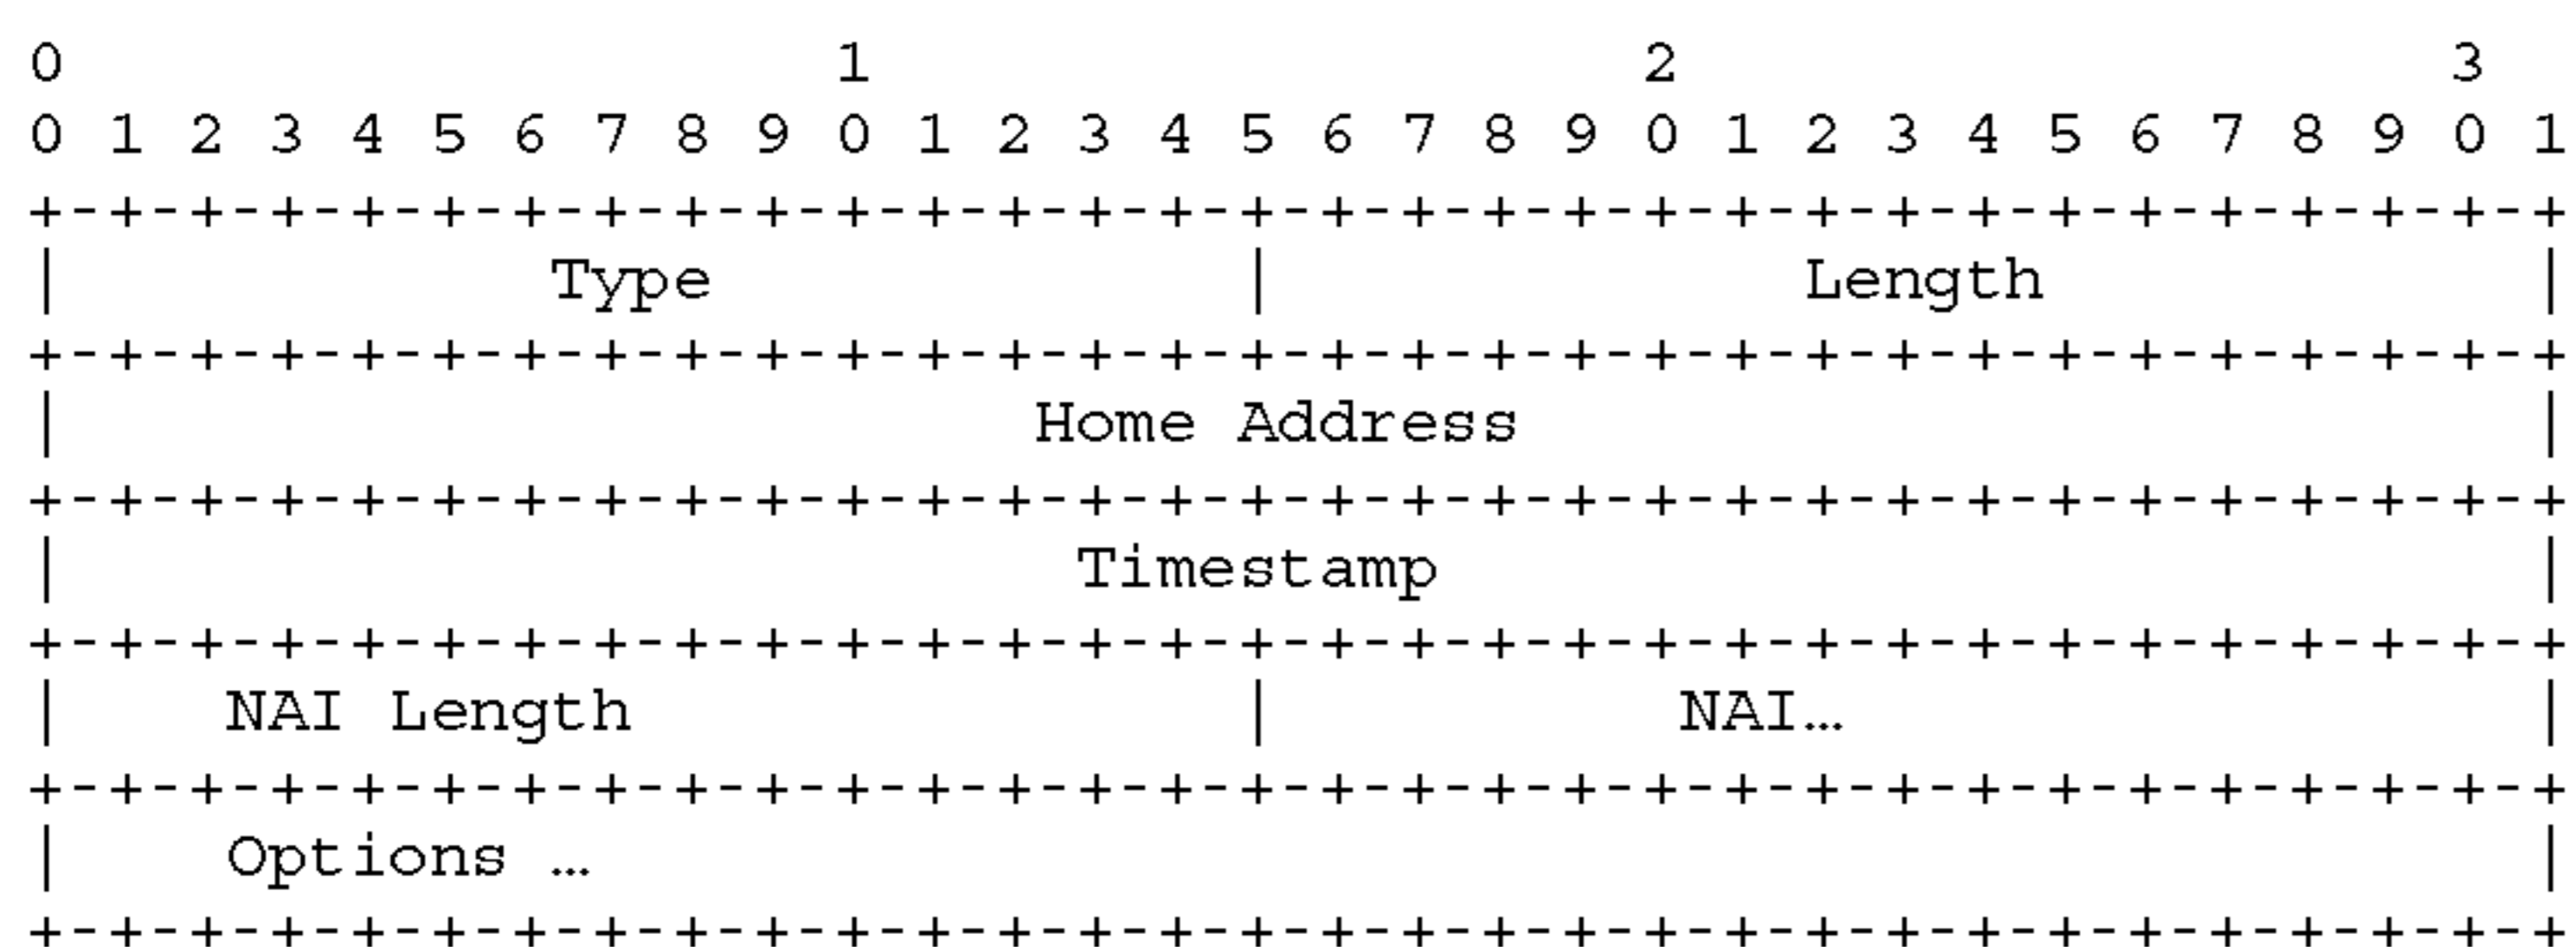 0                   1                   2                   3
0 1 2 3 4 5 6 7 8 9 0 1 2 3 4 5 6 7 8 9 0 1 2 3 4 5 6 7 8 9 0 1
+-+-+-+-+-+-+-+-+-+-+-+-+-+-+-+-+-+-+-+-+-+-+-+-+-+-+-+-+-+-+-+
|            Type             |             Length            |
+-+-+-+-+-+-+-+-+-+-+-+-+-+-+-+-+-+-+-+-+-+-+-+-+-+-+-+-+-+-+-+
|                        Home Address                         |
+-+-+-+-+-+-+-+-+-+-+-+-+-+-+-+-+-+-+-+-+-+-+-+-+-+-+-+-+-+-+-+
|                         Timestamp                           |
+-+-+-+-+-+-+-+-+-+-+-+-+-+-+-+-+-+-+-+-+-+-+-+-+-+-+-+-+-+-+-+
|    NAI Length               |          NAI…                 |
+-+-+-+-+-+-+-+-+-+-+-+-+-+-+-+-+-+-+-+-+-+-+-+-+-+-+-+-+-+-+-+
|    Options …                                                |
+-+-+-+-+-+-+-+-+-+-+-+-+-+-+-+-+-+-+-+-+-+-+-+-+-+-+-+-+-+-+-+